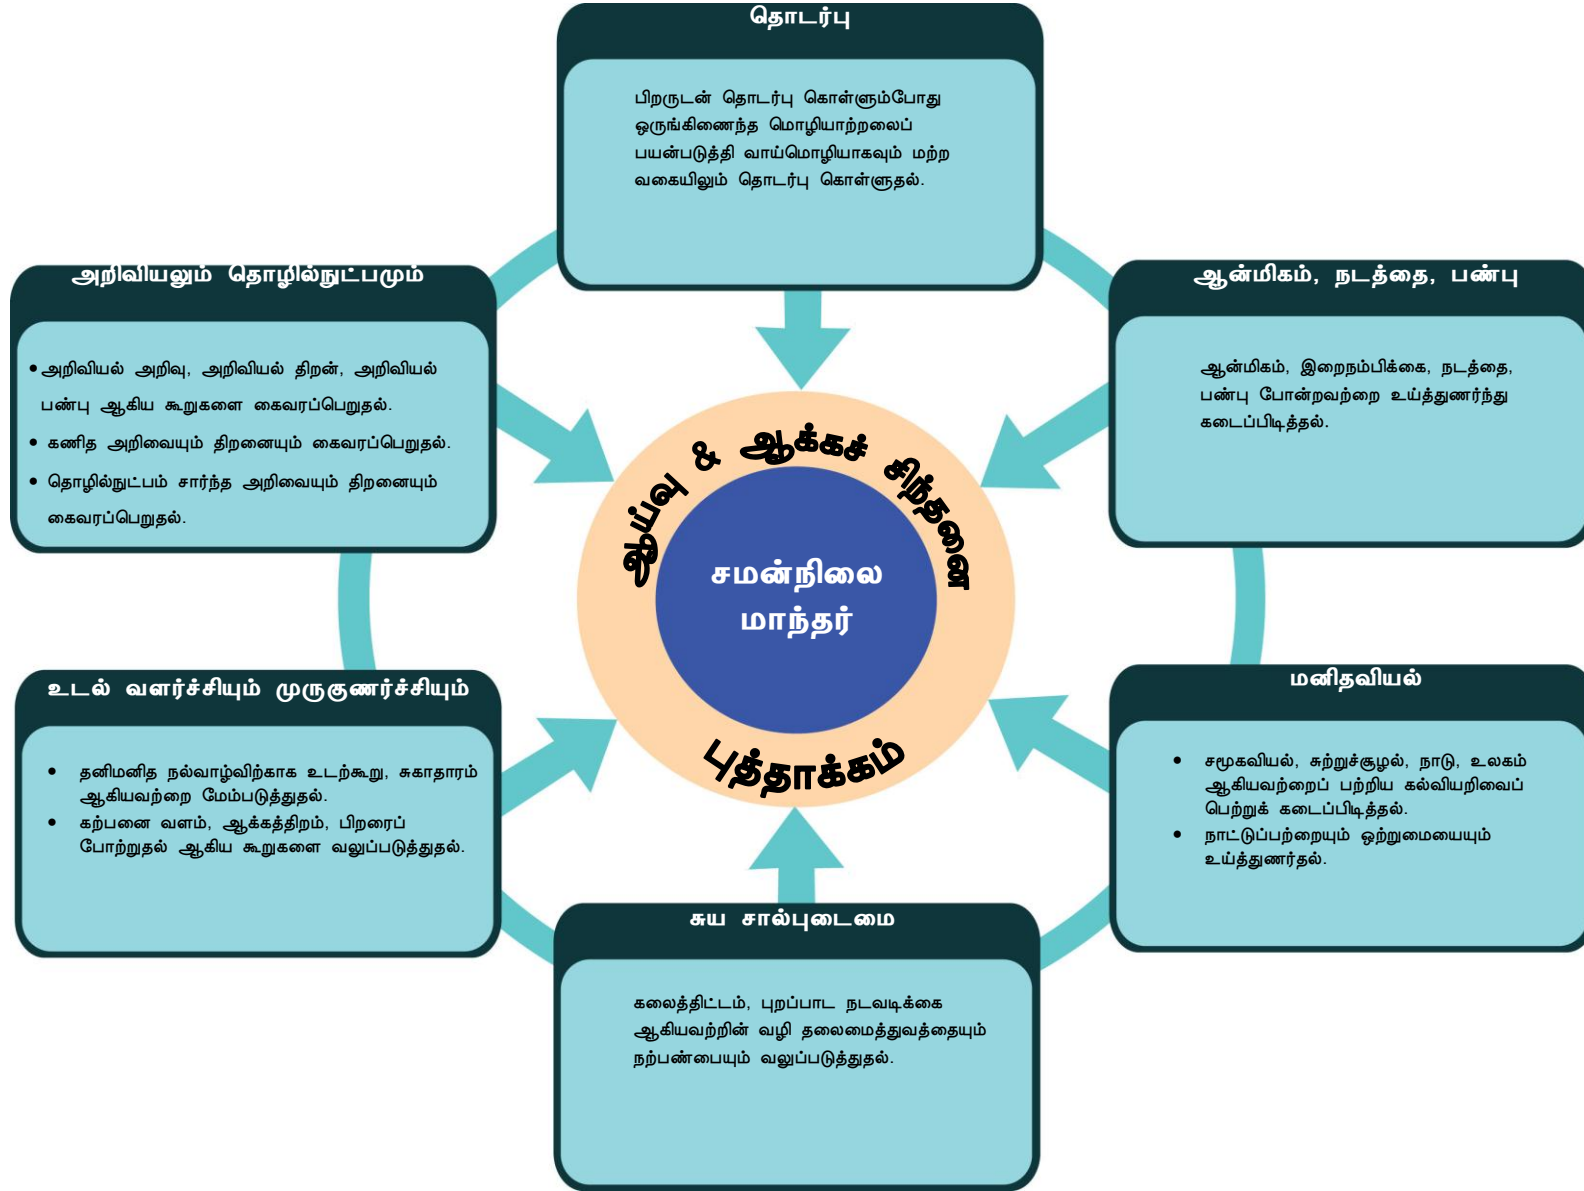 தொடர்பு
பிறருடன் தொடர்பு கொள்ளும்போது
ஒருங்கிணைந்த மொழியாற்றலைப்
பயன்படுத்தி வாய்மொழியாகவும் மற்ற
வகையிலும் தொடர்பு கொள்ளுதல்.
ஆன்மிகம், நடத்தை, பண்பு
ஆன்மிகம், இறைநம்பிக்கை, நடத்தை,
பண்பு போன்றவற்றை உய்த்துணர்ந்து
கடைப்பிடித்தல்.
மனிதவியல்
• சமூகவியல், சுற்றுச்சூழல், நாடு, உலகம்
ஆகியவற்றைப் பற்றிய கல்வியறிவைப்
பெற்றுக் கடைப்பிடித்தல்.
• நாட்டுப்பற்றையும் ஒற்றுமையையும்
உய்த்துணர்தல்.
சுய சால்புடைமை
கலைத்திட்டம், புறப்பாட நடவடிக்கை
ஆகியவற்றின் வழி தலைமைத்துவத்தையும்
நற்பண்பையும் வலுப்படுத்துதல்.
உடல் வளர்ச்சியும் முருகுணர்ச்சியும்
• தனிமனித நல்வாழ்விற்காக உடற்கூறு, சுகாதாரம்
ஆகியவற்றை மேம்படுத்துதல்.
• கற்பனை வளம், ஆக்கத்திறம், பிறரைப்
போற்றுதல் ஆகிய கூறுகளை வலுப்படுத்துதல்.
அறிவியலும் தொழில்நுட்பமும்
• அறிவியல் அறிவு, அறிவியல் திறன், அறிவியல்
பண்பு ஆகிய கூறுகளை கைவரப்பெறுதல்.
• கணித அறிவையும் திறனையும் கைவரப்பெறுதல்.
• தொழில்நுட்பம் சார்ந்த அறிவையும் திறனையும்
கைவரப்பெறுதல்.
ஆய்வு & ஆக்கச் சிந்தனை
சமன்நிலை
மாந்தர்
புத்தாக்கம்